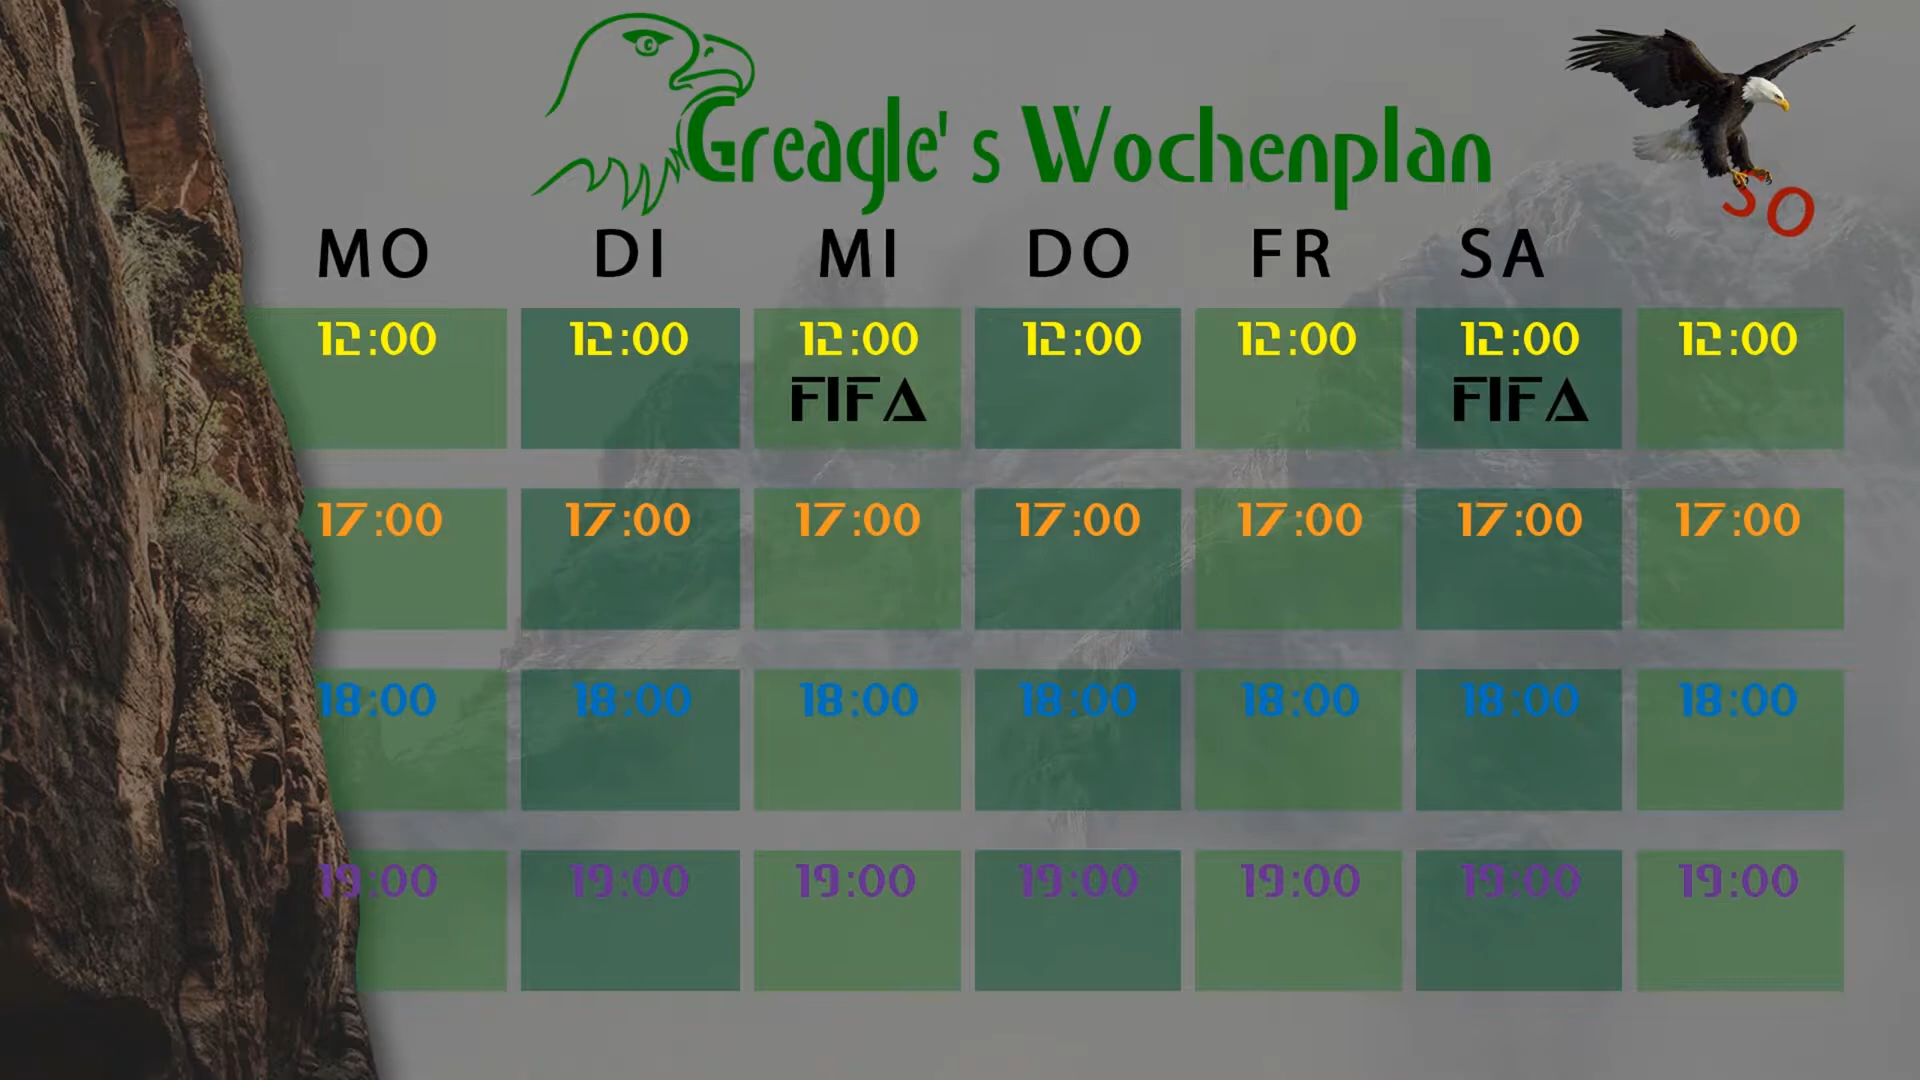 Greagle's Wochenplan
MO DI MI DO FR SA SO
12:00 12:00 12:00 12:00 12:00 12:00 12:00
FIFA FIFA
17:00 17:00 17:00 17:00 17:00 17:00 17:00
18:00 18:00 18:00 18:00 18:00 18:00 18:00
19:00 19:00 19:00 19:00 19:00 19:00 19:00